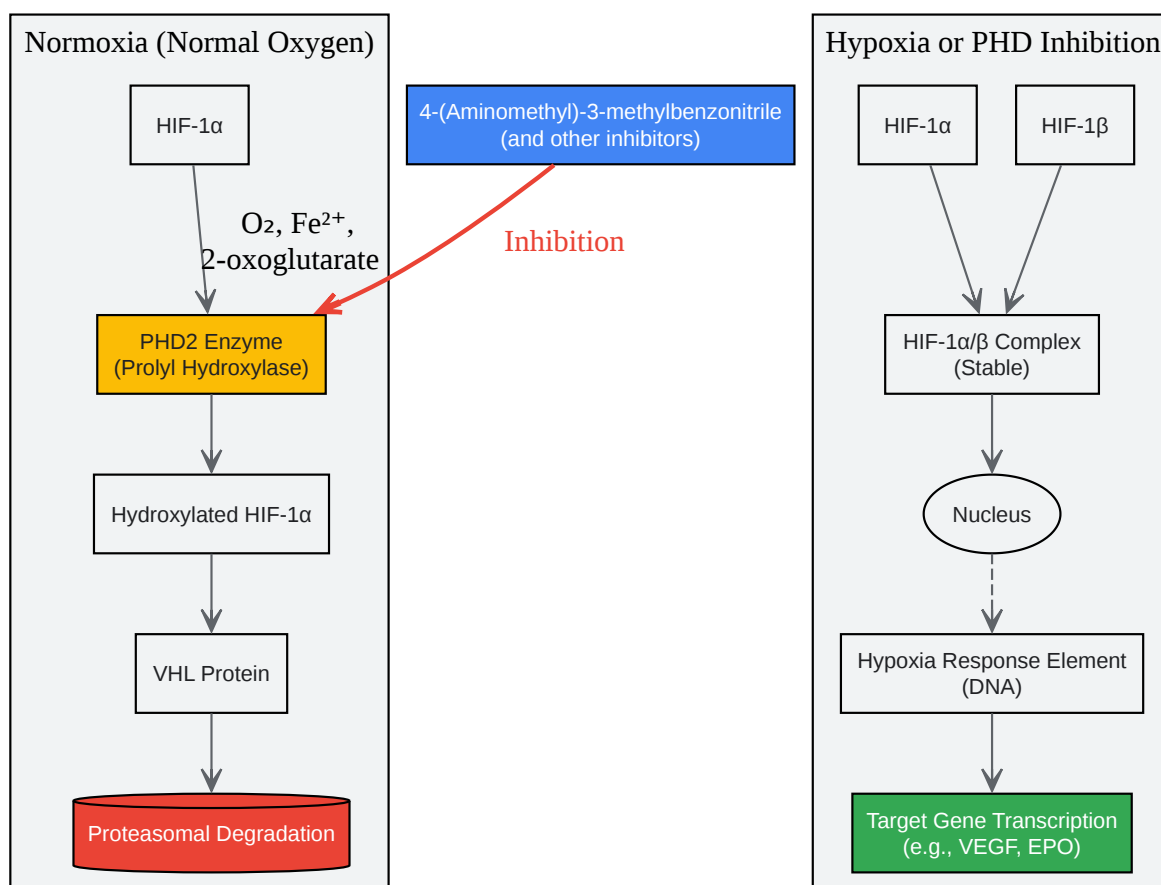 Normoxia (Normal Oxygen)
HIF-1α
O₂, Fe²⁺,
2-oxoglutarate
PHD2 Enzyme
(Prolyl Hydroxylase)
Hydroxylated HIF-1α
VHL Protein
Proteasomal Degradation
4-(Aminomethyl)-3-methylbenzonitrile
(and other inhibitors)
Inhibition
Hypoxia or PHD Inhibition
HIF-1α
HIF-1β
HIF-1α/β Complex
(Stable)
Nucleus
Hypoxia Response Element
(DNA)
Target Gene Transcription
(e.g., VEGF, EPO)